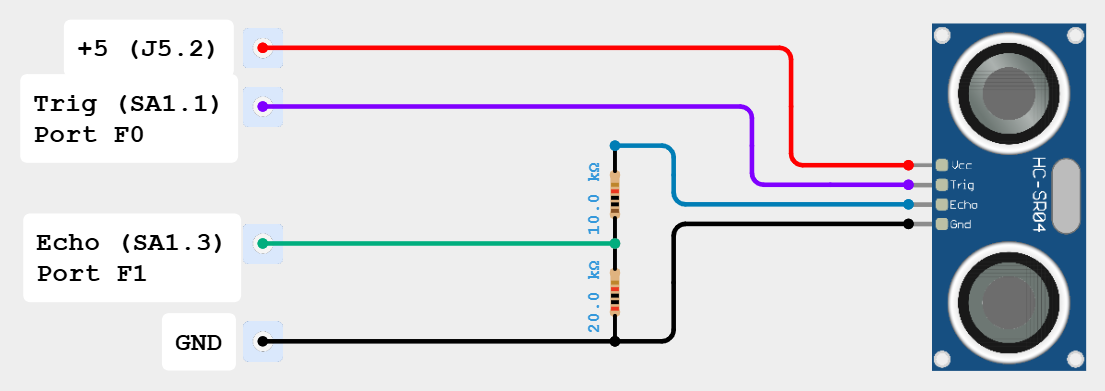 +5 (J5.2)
Trig (SA1.1)
Port F0
Echo (SA1.3)
Port F1
GND
10.0 kΩ
20.0 kΩ
Vcc
Trig
Echo
Gnd
HC-SR04